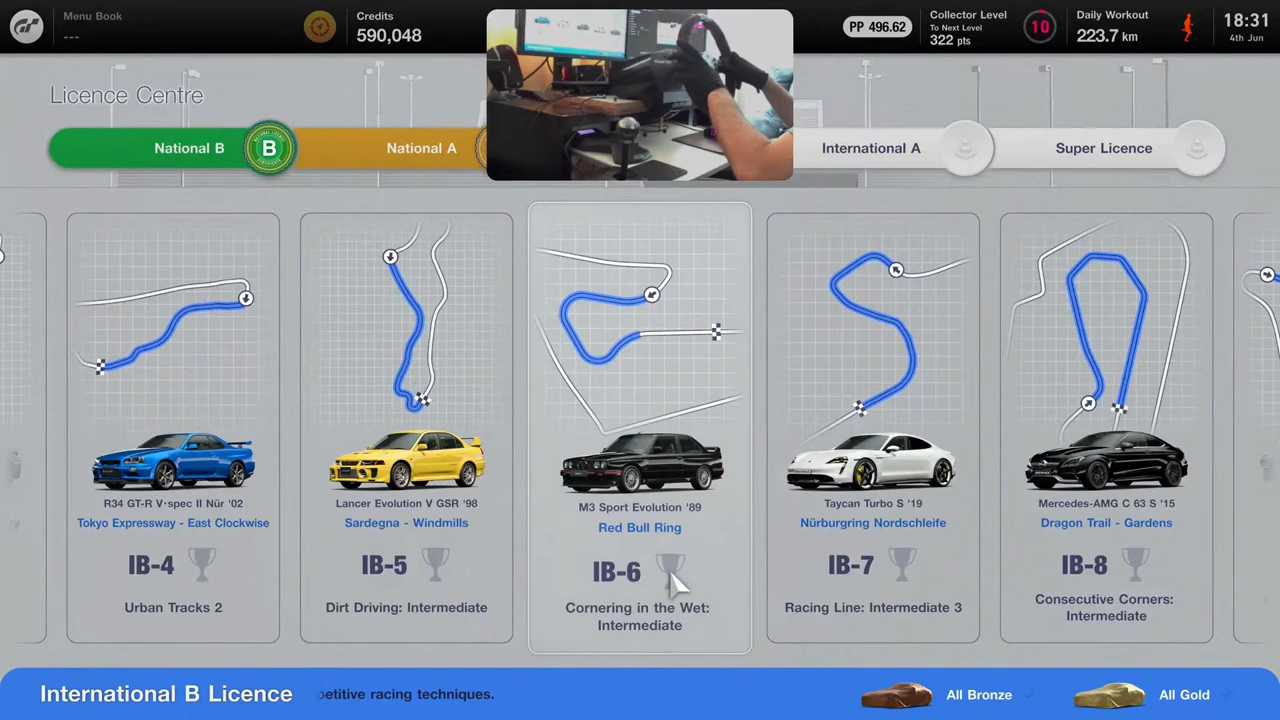 Menu Book
---
Credits
590,048
PP 496.62
Collector Level
To Next Level
322 pts
10
Daily Workout
223.7 km
18:31
4th Jun
Licence Centre
National B
B
National A
International A
Super Licence
R34 GT-R V·spec II Nür '02
Tokyo Expressway - East Clockwise
IB-4
Urban Tracks 2
Lancer Evolution V GSR '98
Sardegna - Windmills
IB-5
Dirt Driving: Intermediate
M3 Sport Evolution '89
Red Bull Ring
IB-6
Cornering in the Wet:
Intermediate
Taycan Turbo S '19
Nürburgring Nordschleife
IB-7
Racing Line: Intermediate 3
Mercedes-AMG C 63 S '15
Dragon Trail - Gardens
IB-8
Consecutive Corners:
Intermediate
International B Licence
petitive racing techniques.
All Bronze
All Gold